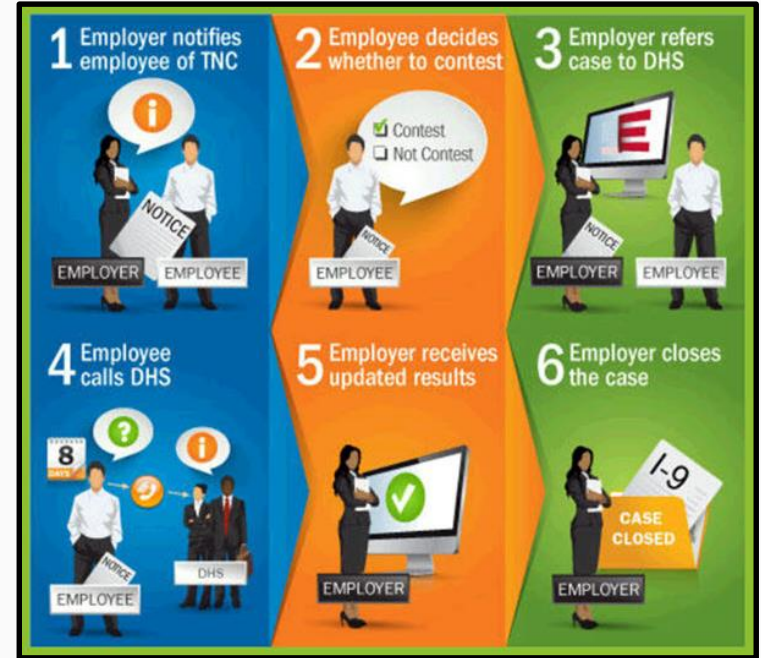 1 Employer notifies
employee of TNC
i
NOTICE
EMPLOYER
EMPLOYEE
2 Employee decides
whether to contest
Contest
Not Contest
NOTICE
EMPLOYEE
3 Employer refers
case to DHS
E
NOTICE
EMPLOYER
EMPLOYEE
4 Employee
calls DHS
8
DAYS
?
i
NOTICE
EMPLOYEE
DHS
5 Employer receives
updated results
EMPLOYER
6 Employer closes
the case
I-9
CASE
CLOSED
EMPLOYER